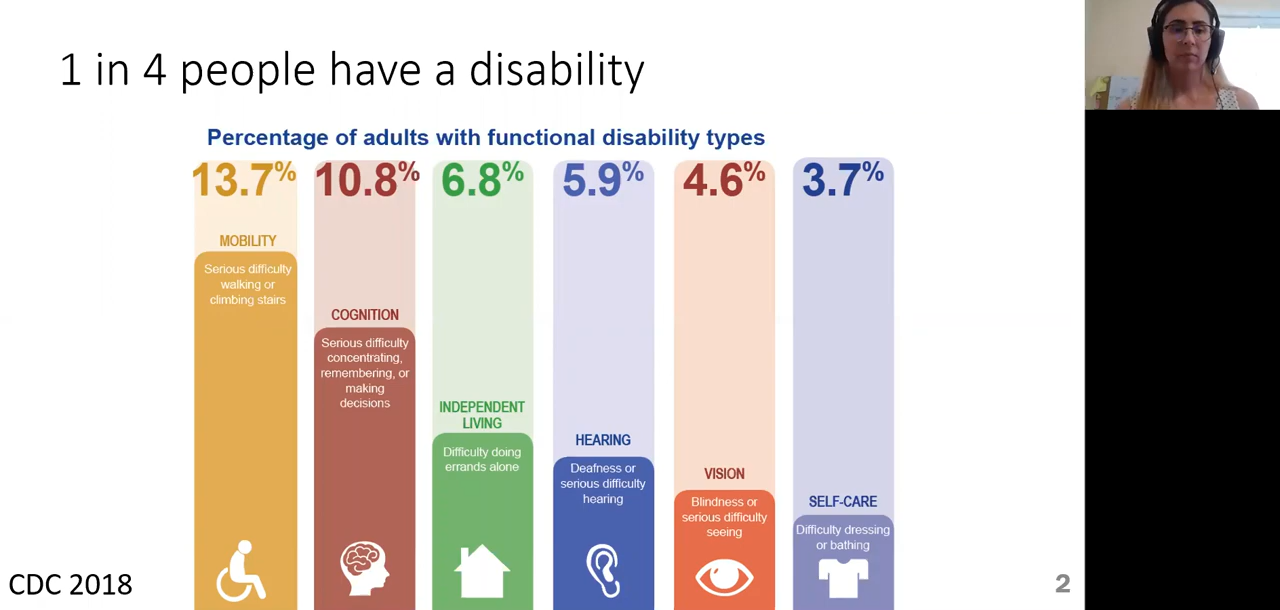 1 in 4 people have a disability
Percentage of adults with functional disability types
13.7%
MOBILITY
Serious difficulty
walking or
climbing stairs
10.8%
COGNITION
Serious difficulty
concentrating,
remembering, or
making
decisions
6.8%
INDEPENDENT
LIVING
Difficulty doing
errands alone
5.9%
HEARING
Deafness or
serious difficulty
hearing
4.6%
VISION
Blindness or
serious difficulty
seeing
3.7%
SELF-CARE
Difficulty dressing
or bathing
CDC 2018
2